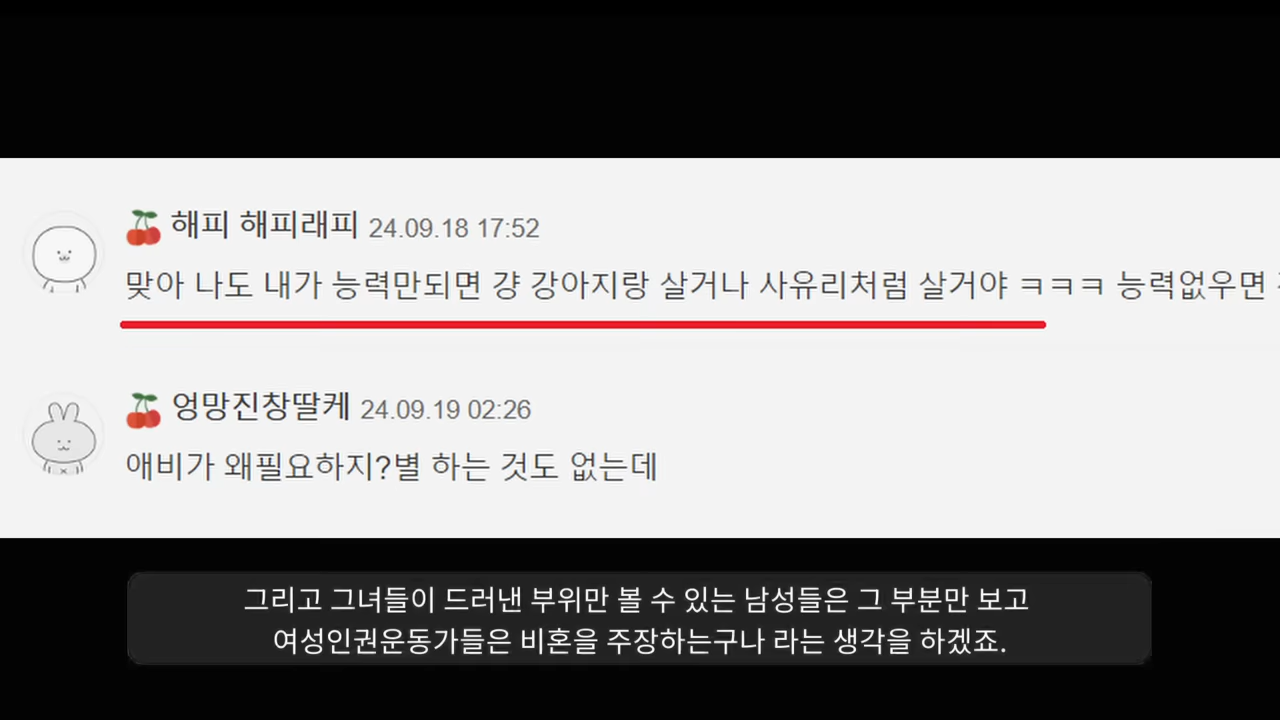 해피 해피래피 24.09.18 17:52
맞아 나도 내가 능력만되면 걍 강아지랑 살거나 사유리처럼 살거야 ㅋㅋㅋ 능력없우면
엉망진창딸케 24.09.19 02:26
애비가 왜필요하지?별 하는 것도 없는데
그리고 그녀들이 드러낸 부위만 볼 수 있는 남성들은 그 부분만 보고
여성인권운동가들은 비혼을 주장하는구나 라는 생각을 하겠죠.